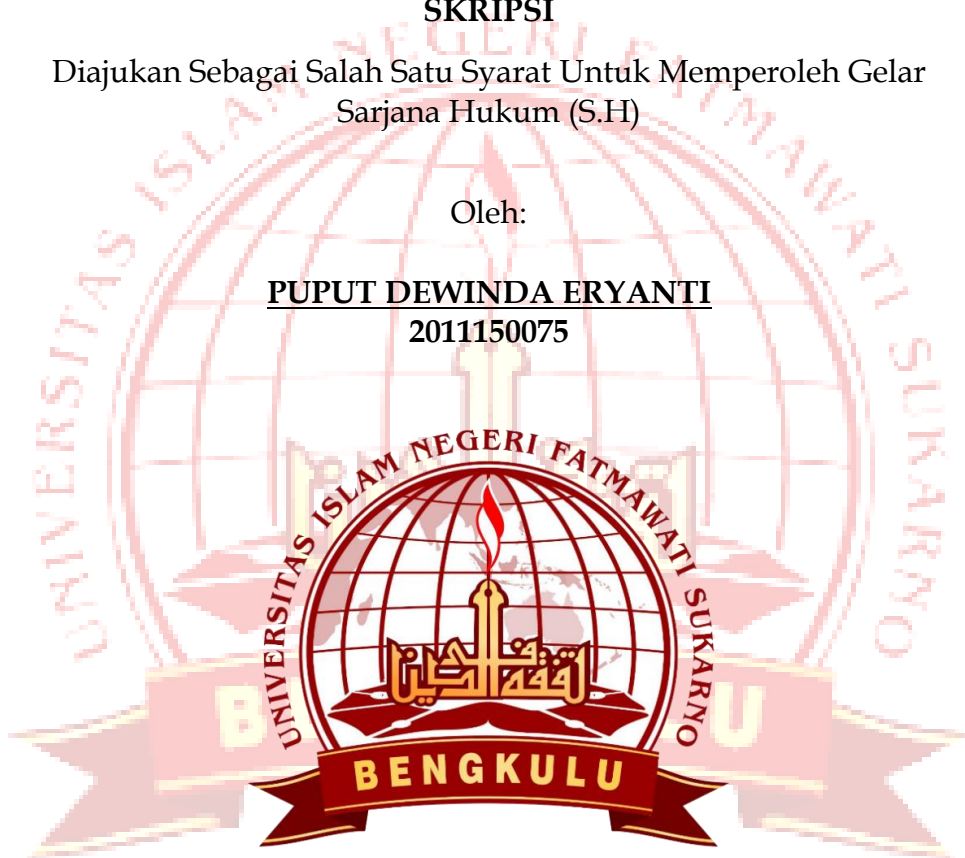 SKRIPSI
Diajukan Sebagai Salah Satu Syarat Untuk Memperoleh Gelar
Sarjana Hukum (S.H)
Oleh:
PUPUT DEWINDA ERYANTI
2011150075
UNIVERSITAS ISLAM NEGERI FATMAWATI SUKARNO
BENGKULU